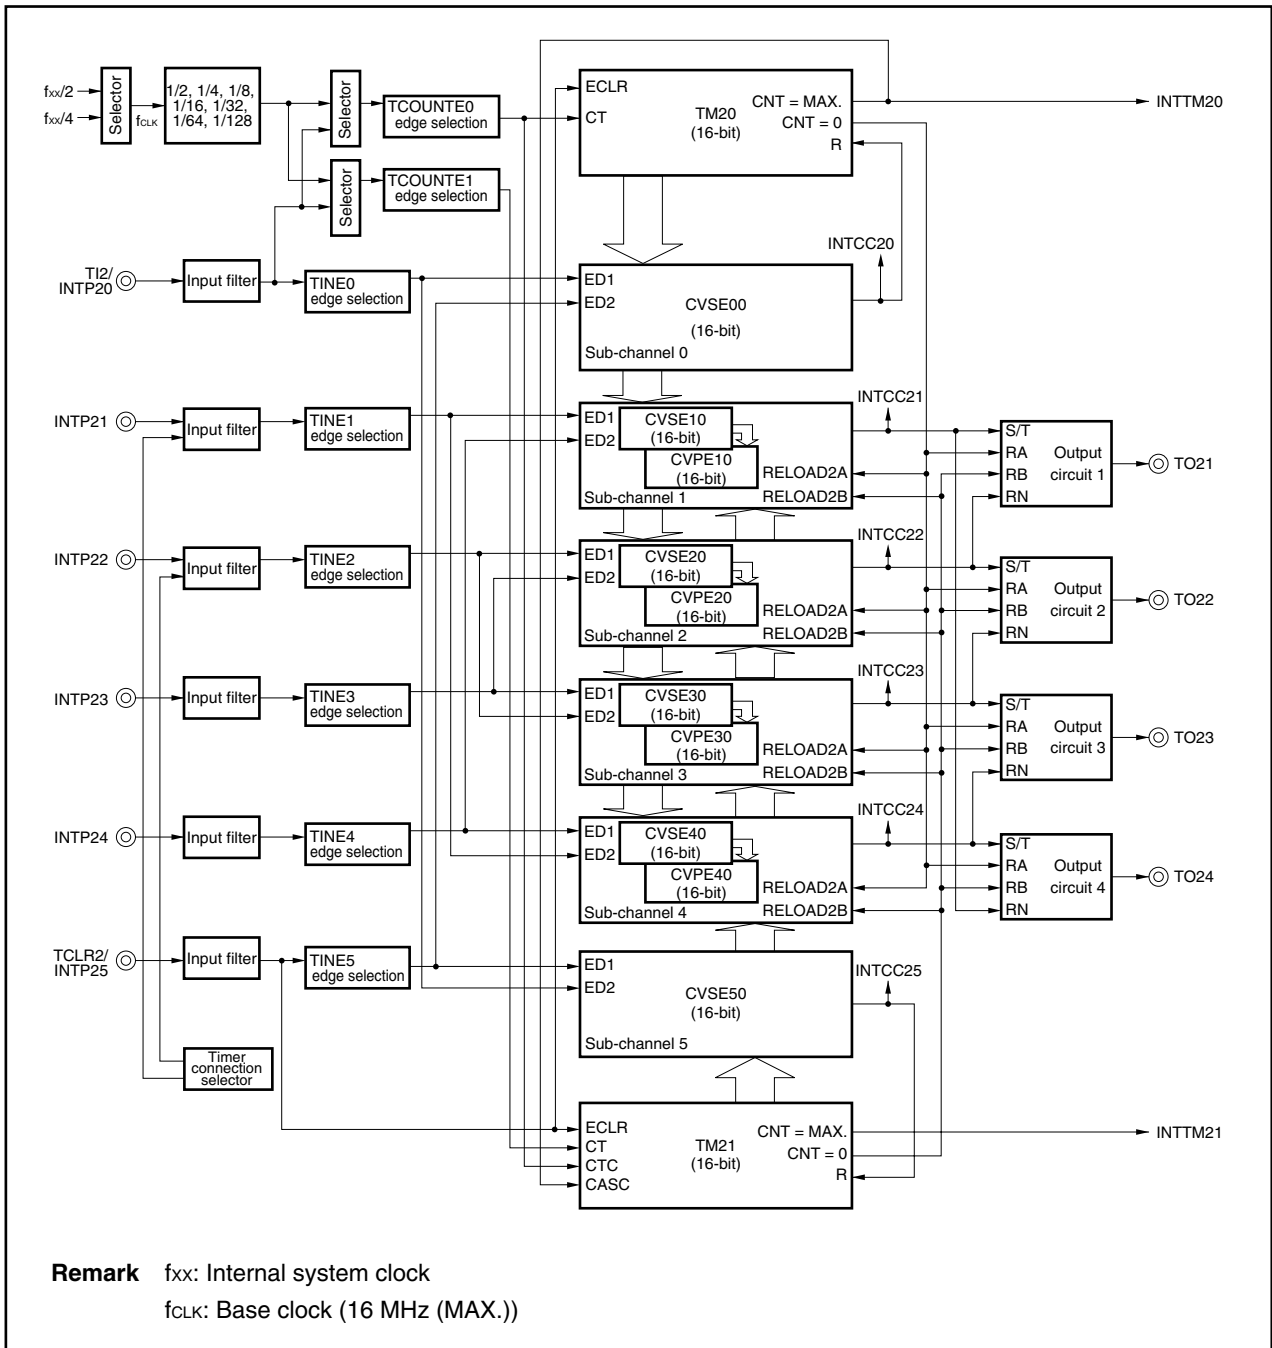 fxx/2
fxx/4
Selector
fCLK
1/2, 1/4, 1/8,
1/16, 1/32,
1/64, 1/128
Selector
TCOUNTE0
edge selection
Selector
TCOUNTE1
edge selection
ECLR
CT
TM20
(16-bit)
CNT = MAX.
CNT = 0
R
INTTM20
TI2/
INTP20
Input filter
TINE0
edge selection
ED1
ED2
CVSE00
(16-bit)
Sub-channel 0
INTCC20
INTP21
Input filter
TINE1
edge selection
ED1
ED2
CVSE10
(16-bit)
CVPE10
(16-bit)
Sub-channel 1
RELOAD2A
RELOAD2B
INTCC21
S/T
RA
RB
RN
Output
circuit 1
TO21
INTP22
Input filter
TINE2
edge selection
ED1
ED2
CVSE20
(16-bit)
CVPE20
(16-bit)
Sub-channel 2
RELOAD2A
RELOAD2B
INTCC22
S/T
RA
RB
RN
Output
circuit 2
TO22
INTP23
Input filter
TINE3
edge selection
ED1
ED2
CVSE30
(16-bit)
CVPE30
(16-bit)
Sub-channel 3
RELOAD2A
RELOAD2B
INTCC23
S/T
RA
RB
RN
Output
circuit 3
TO23
INTP24
Input filter
TINE4
edge selection
ED1
ED2
CVSE40
(16-bit)
CVPE40
(16-bit)
Sub-channel 4
RELOAD2A
RELOAD2B
INTCC24
S/T
RA
RB
RN
Output
circuit 4
TO24
TCLR2/
INTP25
Input filter
TINE5
edge selection
ED1
ED2
CVSE50
(16-bit)
Sub-channel 5
INTCC25
Timer
connection
selector
ECLR
CT
CTC
CASC
TM21
(16-bit)
CNT = MAX.
CNT = 0
R
INTTM21
Remark fxx: Internal system clock
fCLK: Base clock (16 MHz (MAX.))